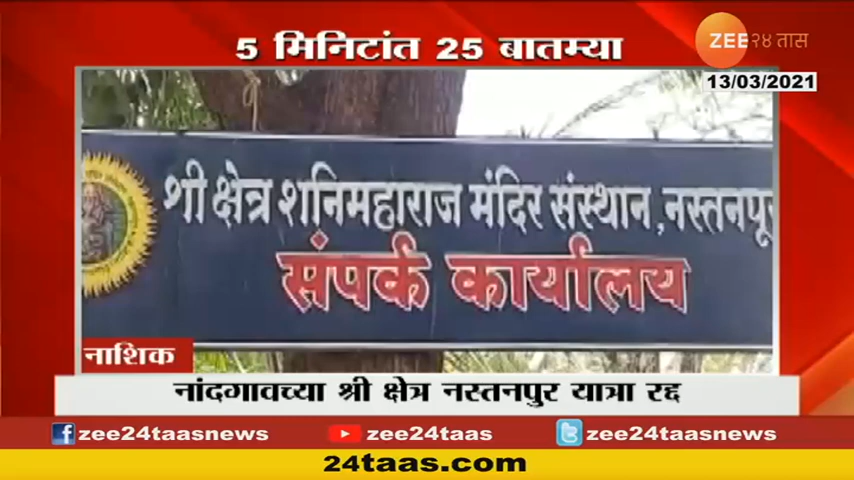 5 मिनिटांत 25 बातम्या
ZEE २४ तास
13/03/2021
श्री क्षेत्र शनिमहाराज मंदिर संस्थान, नस्तनपूर
संपर्क कार्यालय
नाशिक
नांदगावच्या श्री क्षेत्र नस्तनपुर यात्रा रद्द
zee24taasnews
zee24taas
zee24taasnews
24taas.com